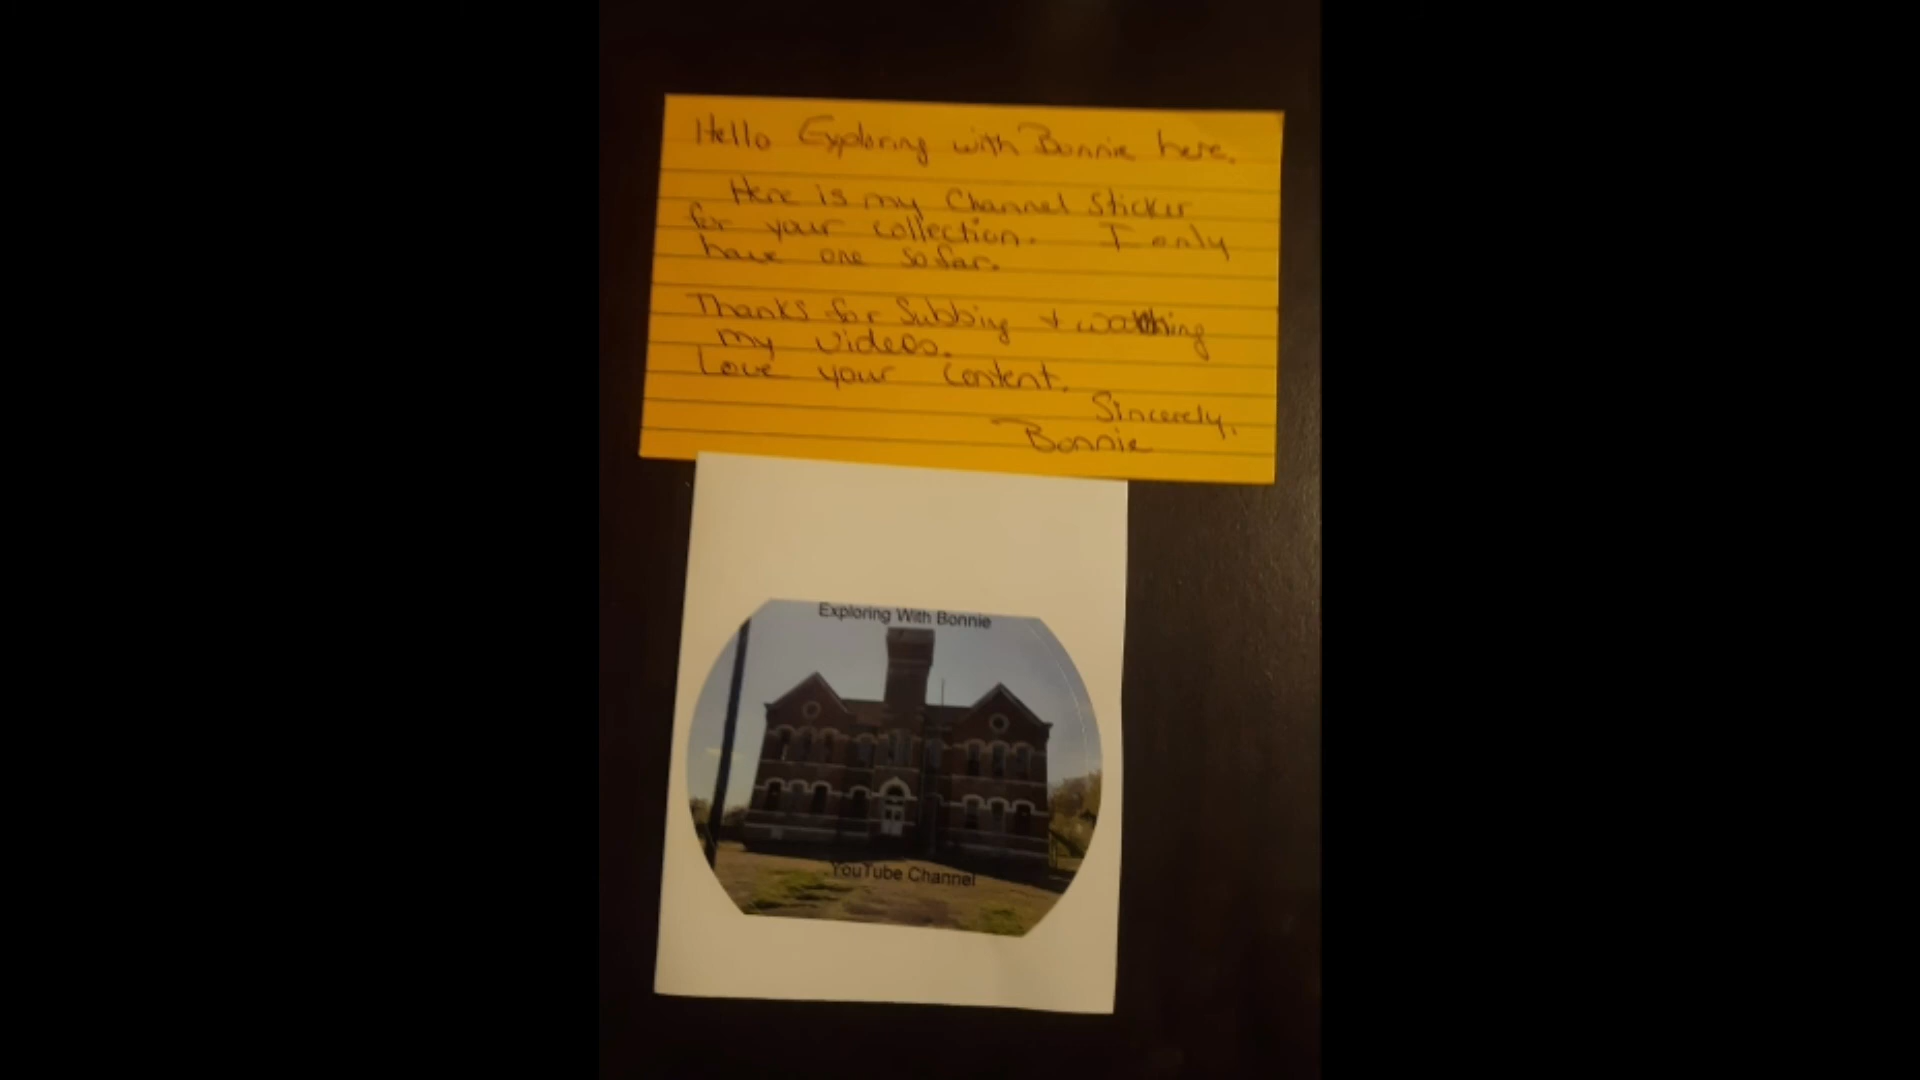 Hello Exploring with Bonnie here.
Here is my Channel Sticker
for your collection. I only
have one so far.
Thanks for Subbing + watching
my videos.
Love your content.
Sincerely,
Bonnie
Exploring With Bonnie
YouTube Channel